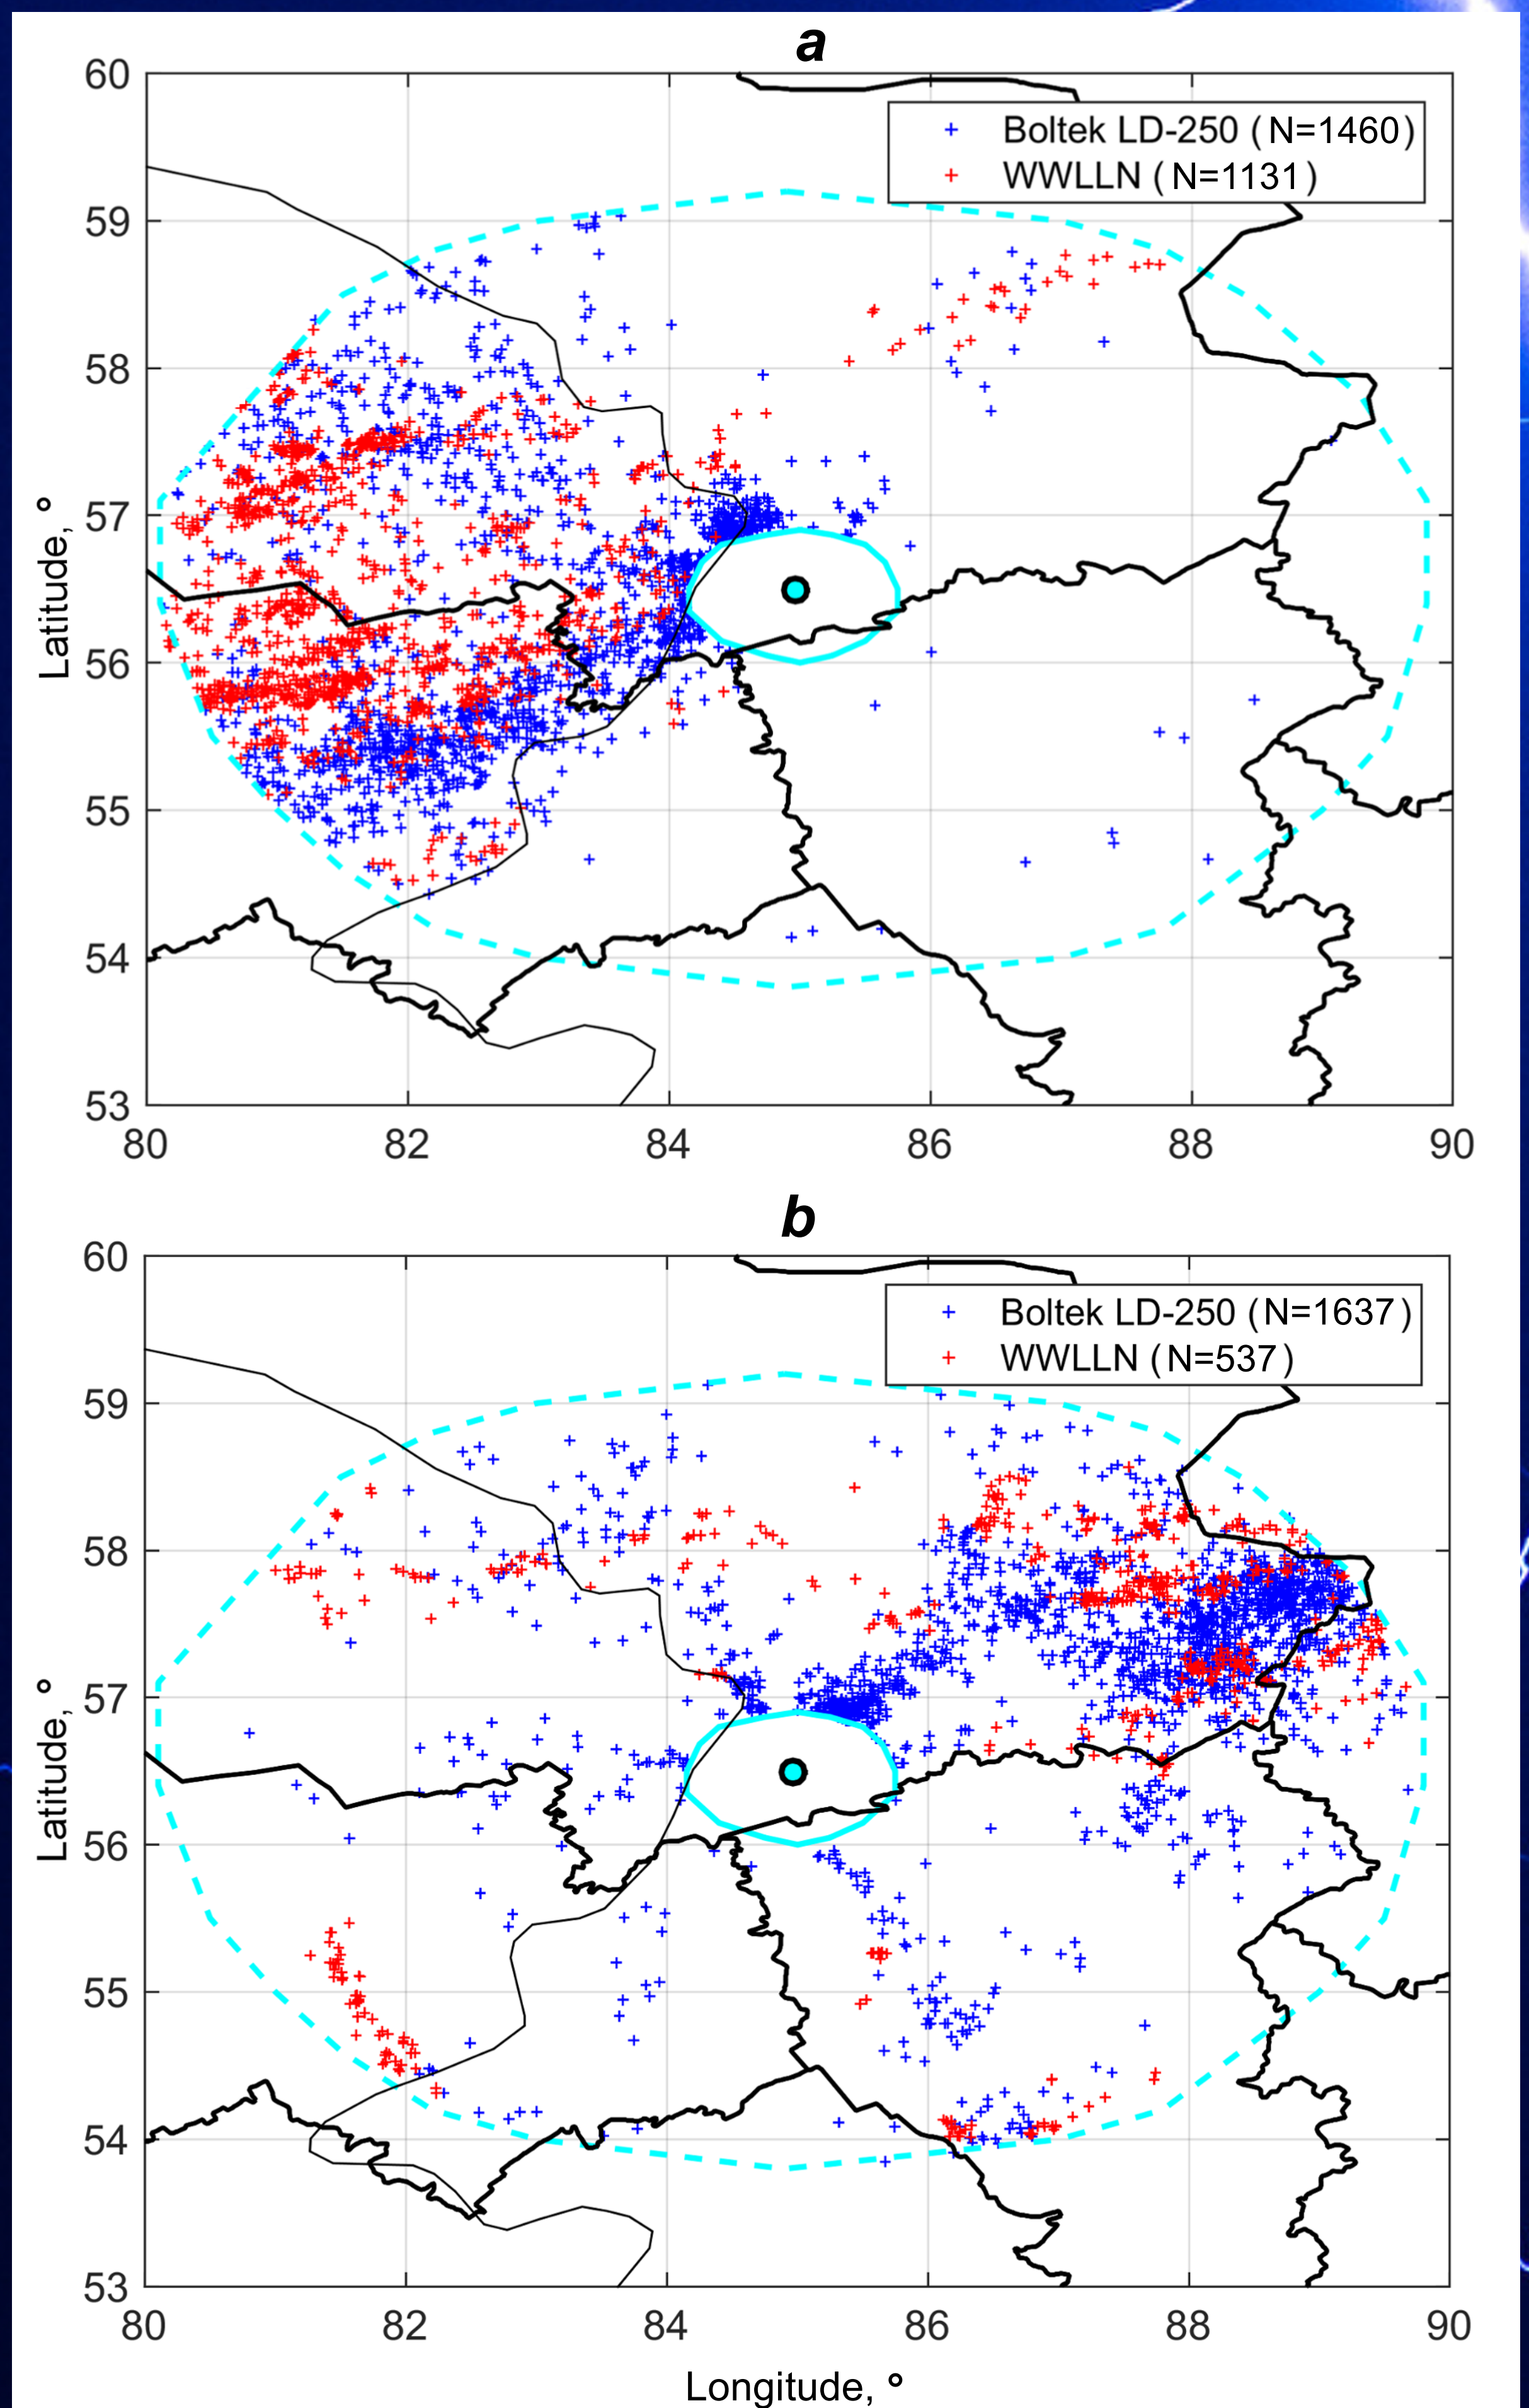 a
60
Boltek LD-250 (N=1460)
WWLLN (N=1131)
59
58
57
Latitude, °
56
55
54
53
80 82 84 86 88 90
b
60
Boltek LD-250 (N=1637)
WWLLN (N=537)
59
58
57
Latitude, °
56
55
54
53
80 82 84 86 88 90
Longitude, °